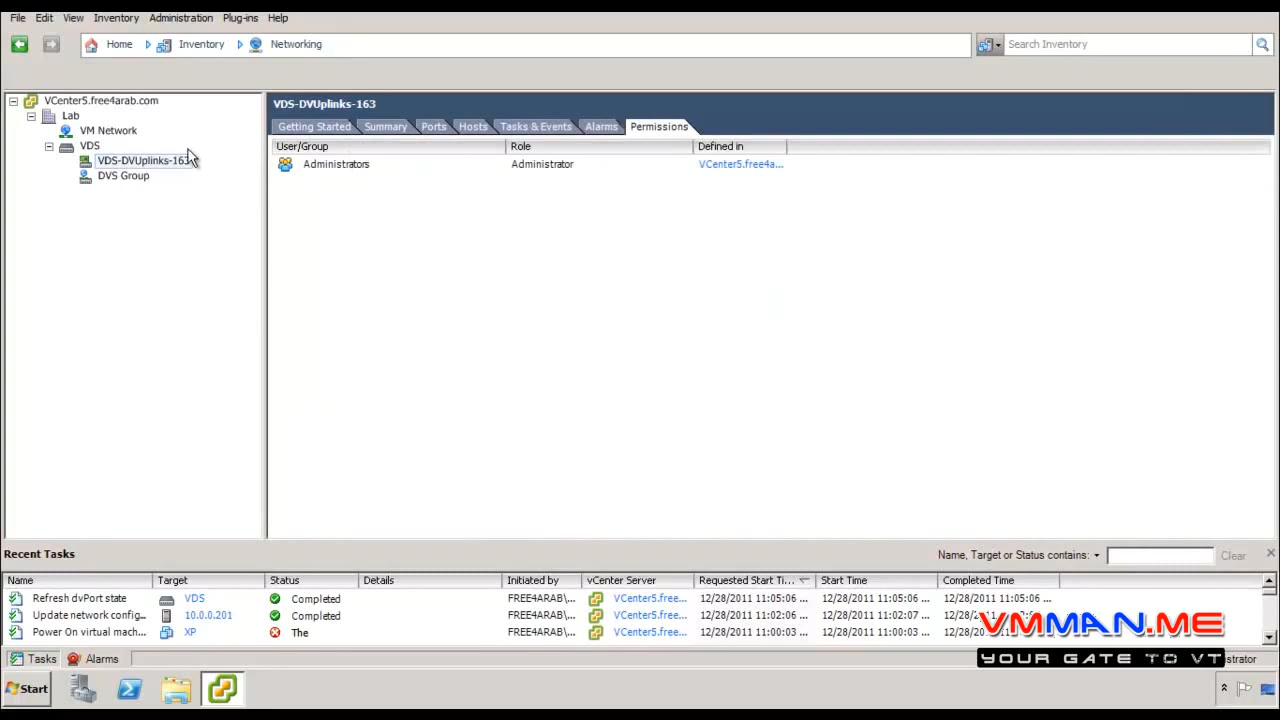 File Edit View Inventory Administration Plug-ins Help
Home Inventory Networking Search Inventory
VCenter5.free4arab.com
Lab
VM Network
VDS
VDS-DVUplinks-163
DVS Group
VDS-DVUplinks-163
Getting Started Summary Ports Hosts Tasks & Events Alarms Permissions
User/Group Role Defined in
Administrators Administrator VCenter5.free4a...
Recent Tasks Name, Target or Status contains: Clear
Name Target Status Details Initiated by vCenter Server Requested Start Ti... Start Time Completed Time
Refresh dvPort state VDS Completed FREE4ARAB\... VCenter5.free... 12/28/2011 11:05:06 ... 12/28/2011 11:05:06 ... 12/28/2011 11:05:06 ...
Update network config... 10.0.0.201 Completed FREE4ARAB\... VCenter5.free... 12/28/2011 11:02:06 ... 12/28/2011 11:02:07 ...
Power On virtual mach... XP The FREE4ARAB\... VCenter5.free... 12/28/2011 11:00:03 ... 12/28/2011 11:00:03 ...
VMMAN.ME
YOUR GATE TO VT
Tasks Alarms
Start